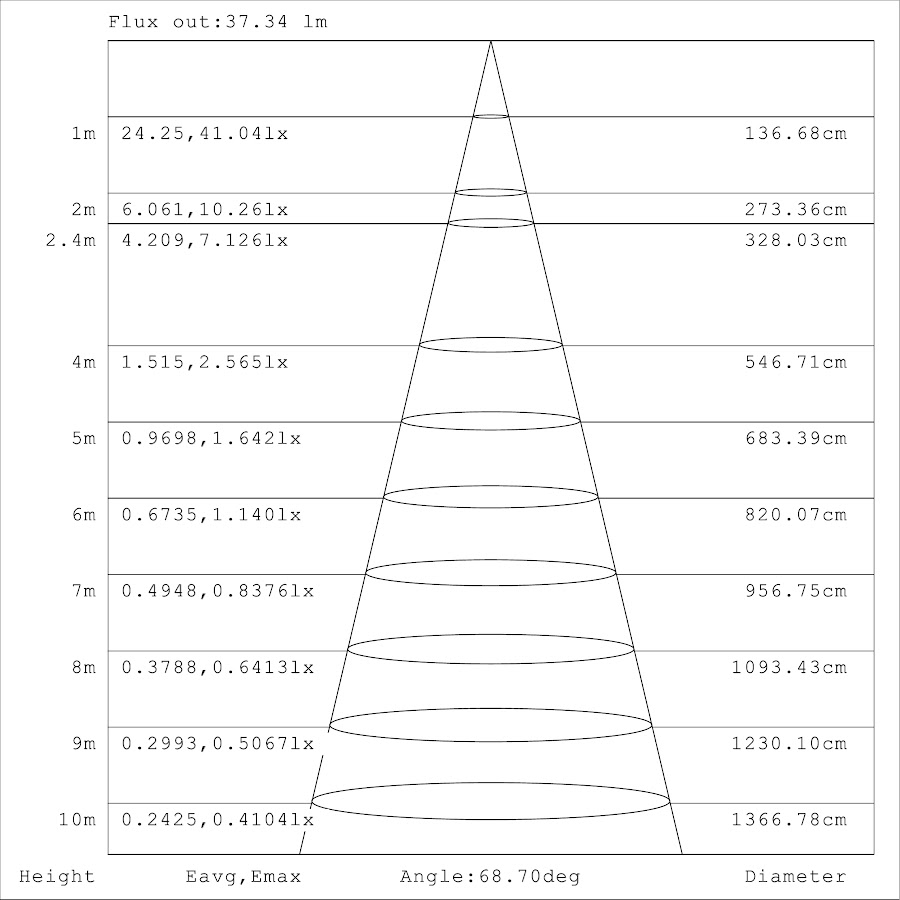 Flux out:37.34 lm
1m 24.25,41.04lx 136.68cm
2m 6.061,10.26lx 273.36cm
2.4m 4.209,7.126lx 328.03cm
4m 1.515,2.565lx 546.71cm
5m 0.9698,1.642lx 683.39cm
6m 0.6735,1.140lx 820.07cm
7m 0.4948,0.8376lx 956.75cm
8m 0.3788,0.6413lx 1093.43cm
9m 0.2993,0.5067lx 1230.10cm
10m 0.2425,0.4104lx 1366.78cm
Height Eavg,Emax Angle:68.70deg Diameter